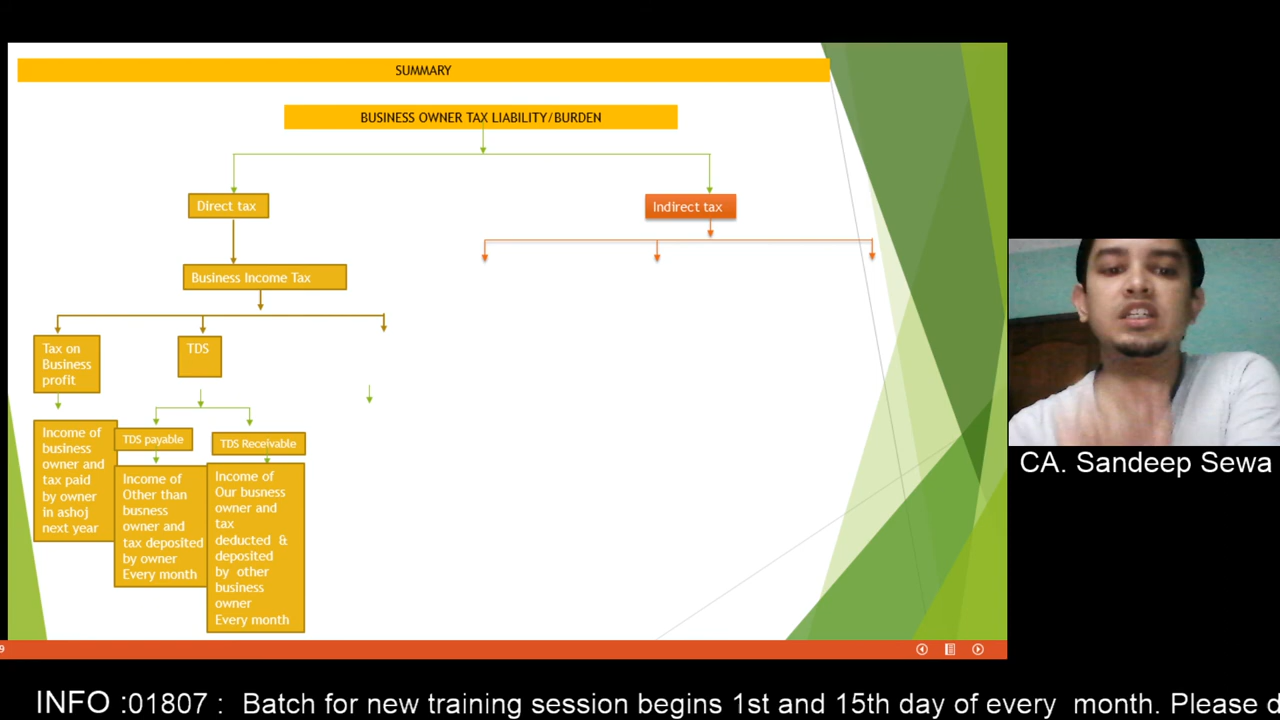 SUMMARY
BUSINESS OWNER TAX LIABILITY/BURDEN
Direct tax
Indirect tax
Business Income Tax
Tax on
Business
profit
TDS
Income of
business
owner and
tax paid
by owner
in ashoj
next year
TDS payable
Income of
Other than
busness
owner and
tax deposited
by owner
Every month
TDS Receivable
Income of
Our busness
owner and
tax
deducted &
deposited
by other
business
owner
Every month
9
CA. Sandeep Sewa
INFO :01807 : Batch for new training session begins 1st and 15th day of every month. Please d